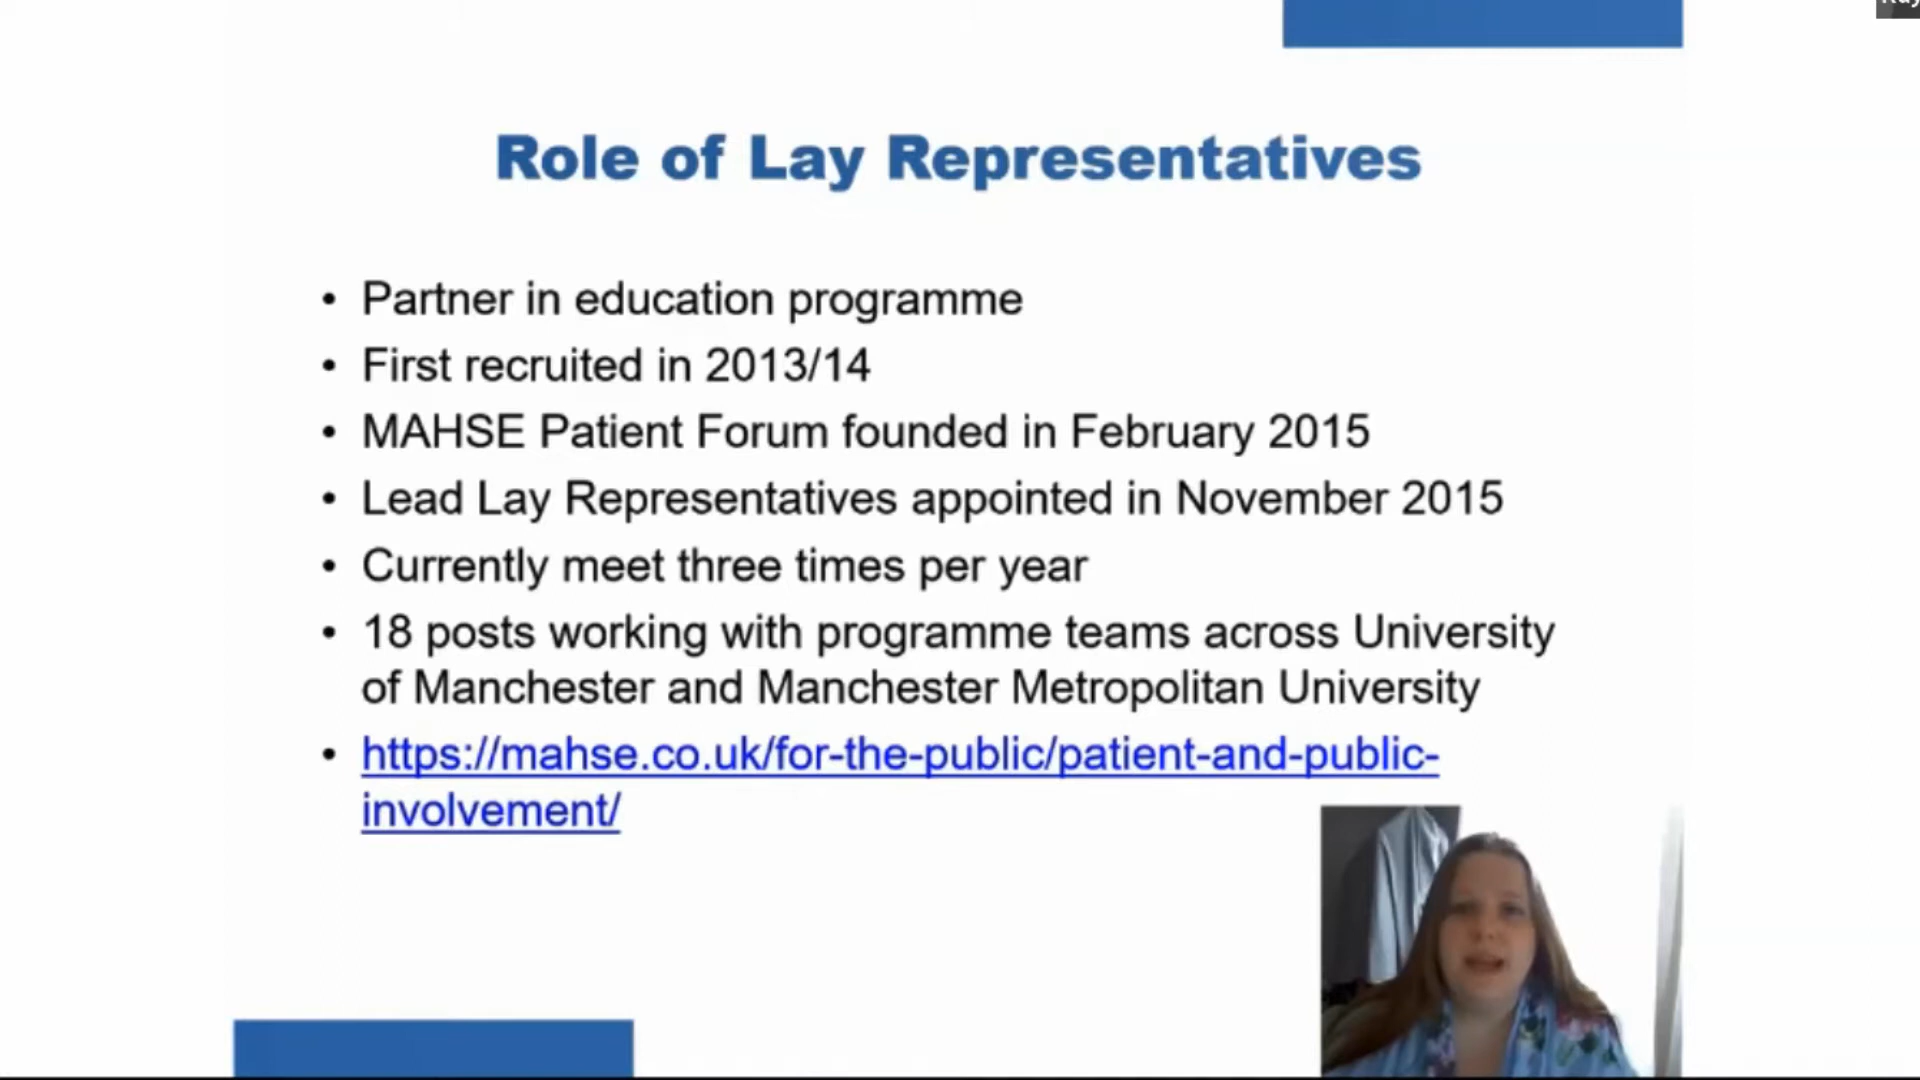 Role of Lay Representatives
• Partner in education programme
• First recruited in 2013/14
• MAHSE Patient Forum founded in February 2015
• Lead Lay Representatives appointed in November 2015
• Currently meet three times per year
• 18 posts working with programme teams across University
of Manchester and Manchester Metropolitan University
• https://mahse.co.uk/for-the-public/patient-and-public-
involvement/